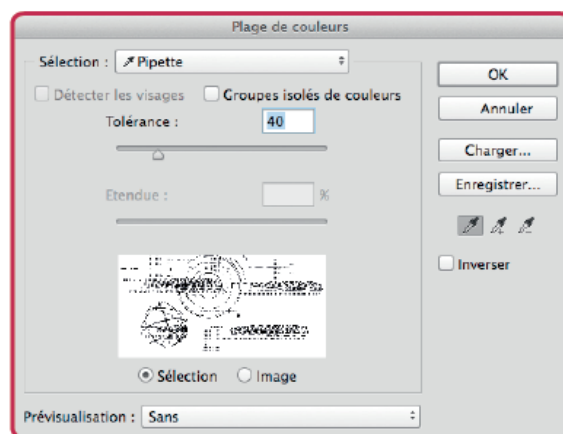 Plage de couleurs
Sélection : Pipette
OK
Détecter les visages Groupes isolés de couleurs
Annuler
Tolérance : 40
Charger...
Etendue : %
Enregistrer...
Inverser
Sélection Image
Prévisualisation : Sans